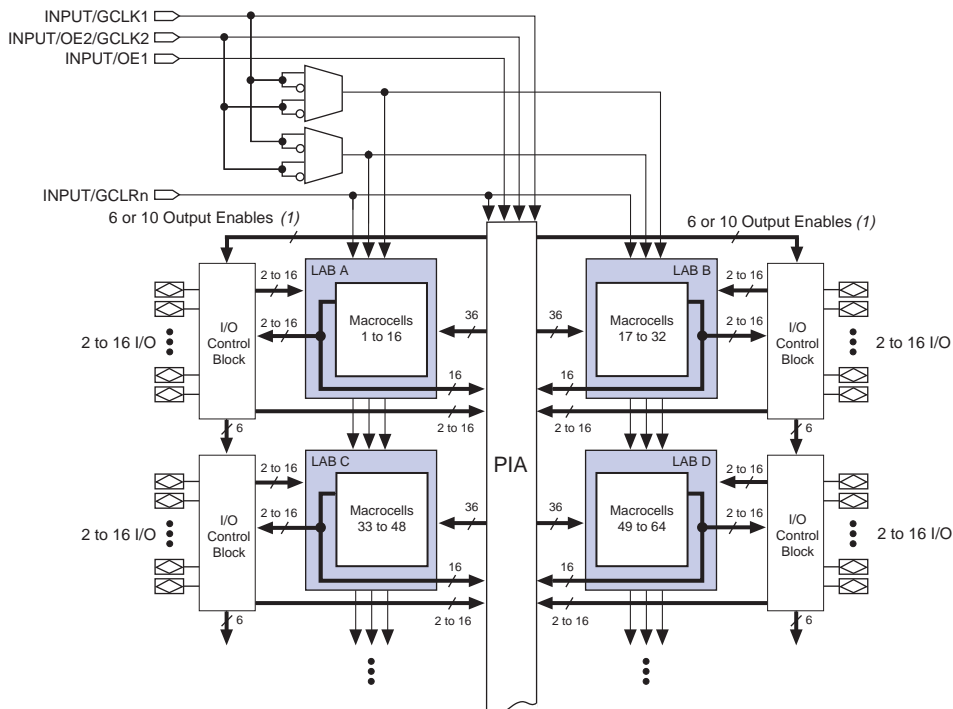 INPUT/GCLK1
INPUT/OE2/GCLK2
INPUT/OE1
INPUT/GCLRn
6 or 10 Output Enables (1)
6 or 10 Output Enables (1)
LAB A
LAB B
2 to 16
2 to 16
I/O
Control
Block
2 to 16
Macrocells
1 to 16
36
36
Macrocells
17 to 32
2 to 16
I/O
Control
Block
2 to 16 I/O
2 to 16 I/O
16
16
2 to 16
2 to 16
6
6
PIA
LAB C
LAB D
2 to 16
2 to 16
I/O
Control
Block
2 to 16
Macrocells
33 to 48
36
36
Macrocells
49 to 64
2 to 16
I/O
Control
Block
2 to 16 I/O
2 to 16 I/O
16
16
2 to 16
2 to 16
6
6